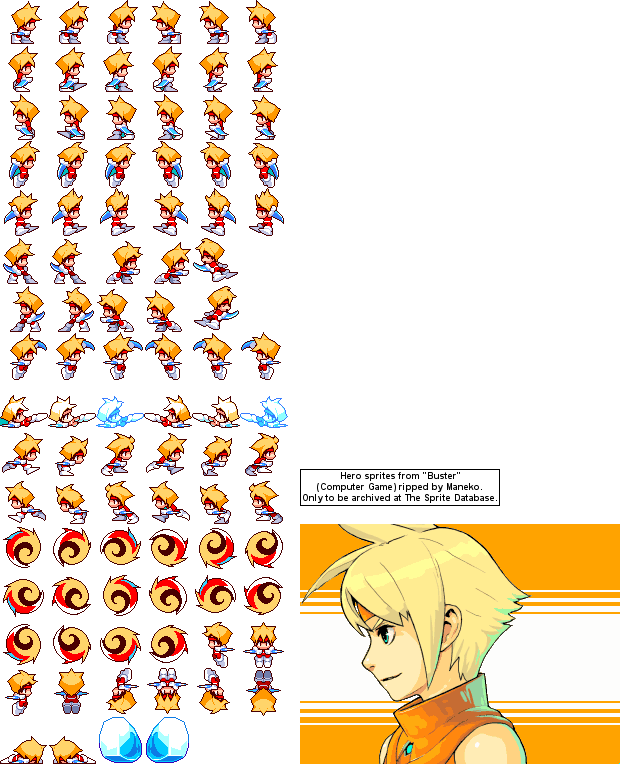 Hero sprites from "Buster"
(Computer Game) ripped by Maneko.
Only to be archived at The Sprite Database.